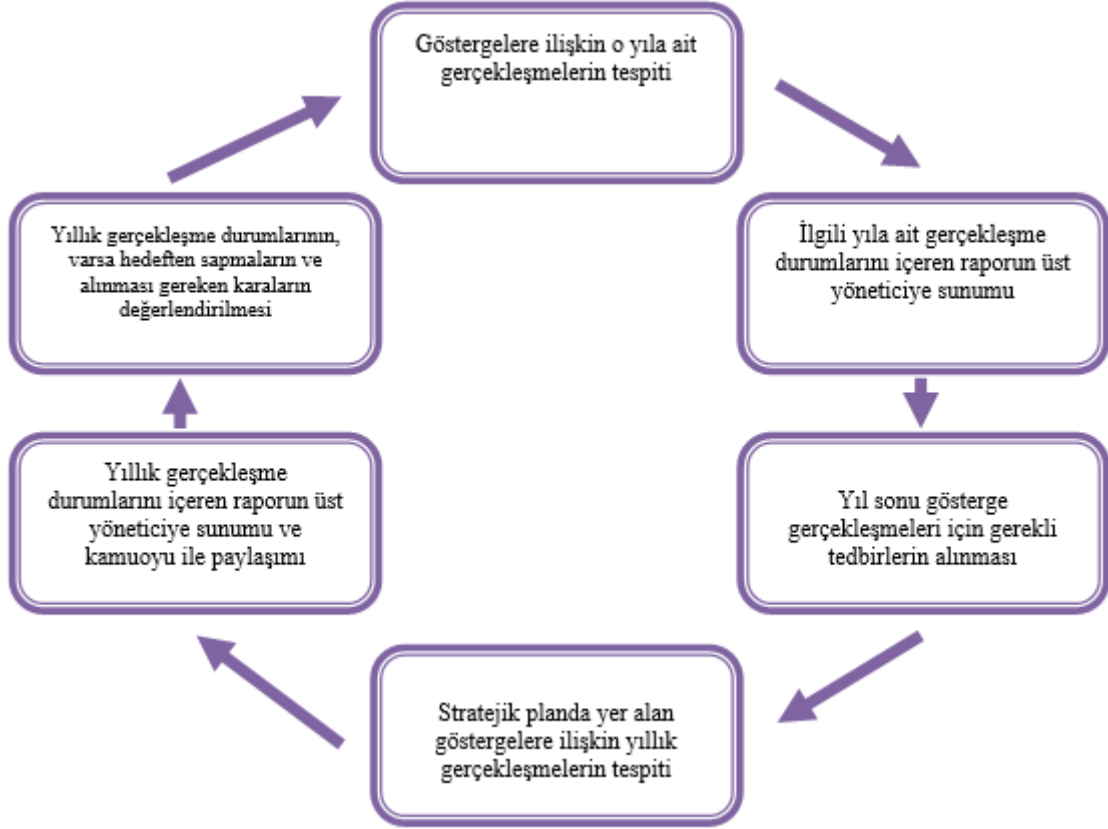 Göstergelere ilişkin o yıla ait
gerçekleşmelerin tespiti
İlgili yıla ait gerçekleşme
durumlarını içeren raporun üst
yöneticiye sunumu
Yıl sonu gösterge
gerçekleşmeleri için gerekli
tedbirlerin alınması
Stratejik planda yer alan
göstergelere ilişkin yıllık
gerçekleşmelerin tespiti
Yıllık gerçekleşme
durumlarını içeren raporun üst
yöneticiye sunumu ve
kamuoyu ile paylaşımı
Yıllık gerçekleşme durumlarının,
varsa hedeften sapmaların ve
alınması gereken karaların
değerlendirilmesi